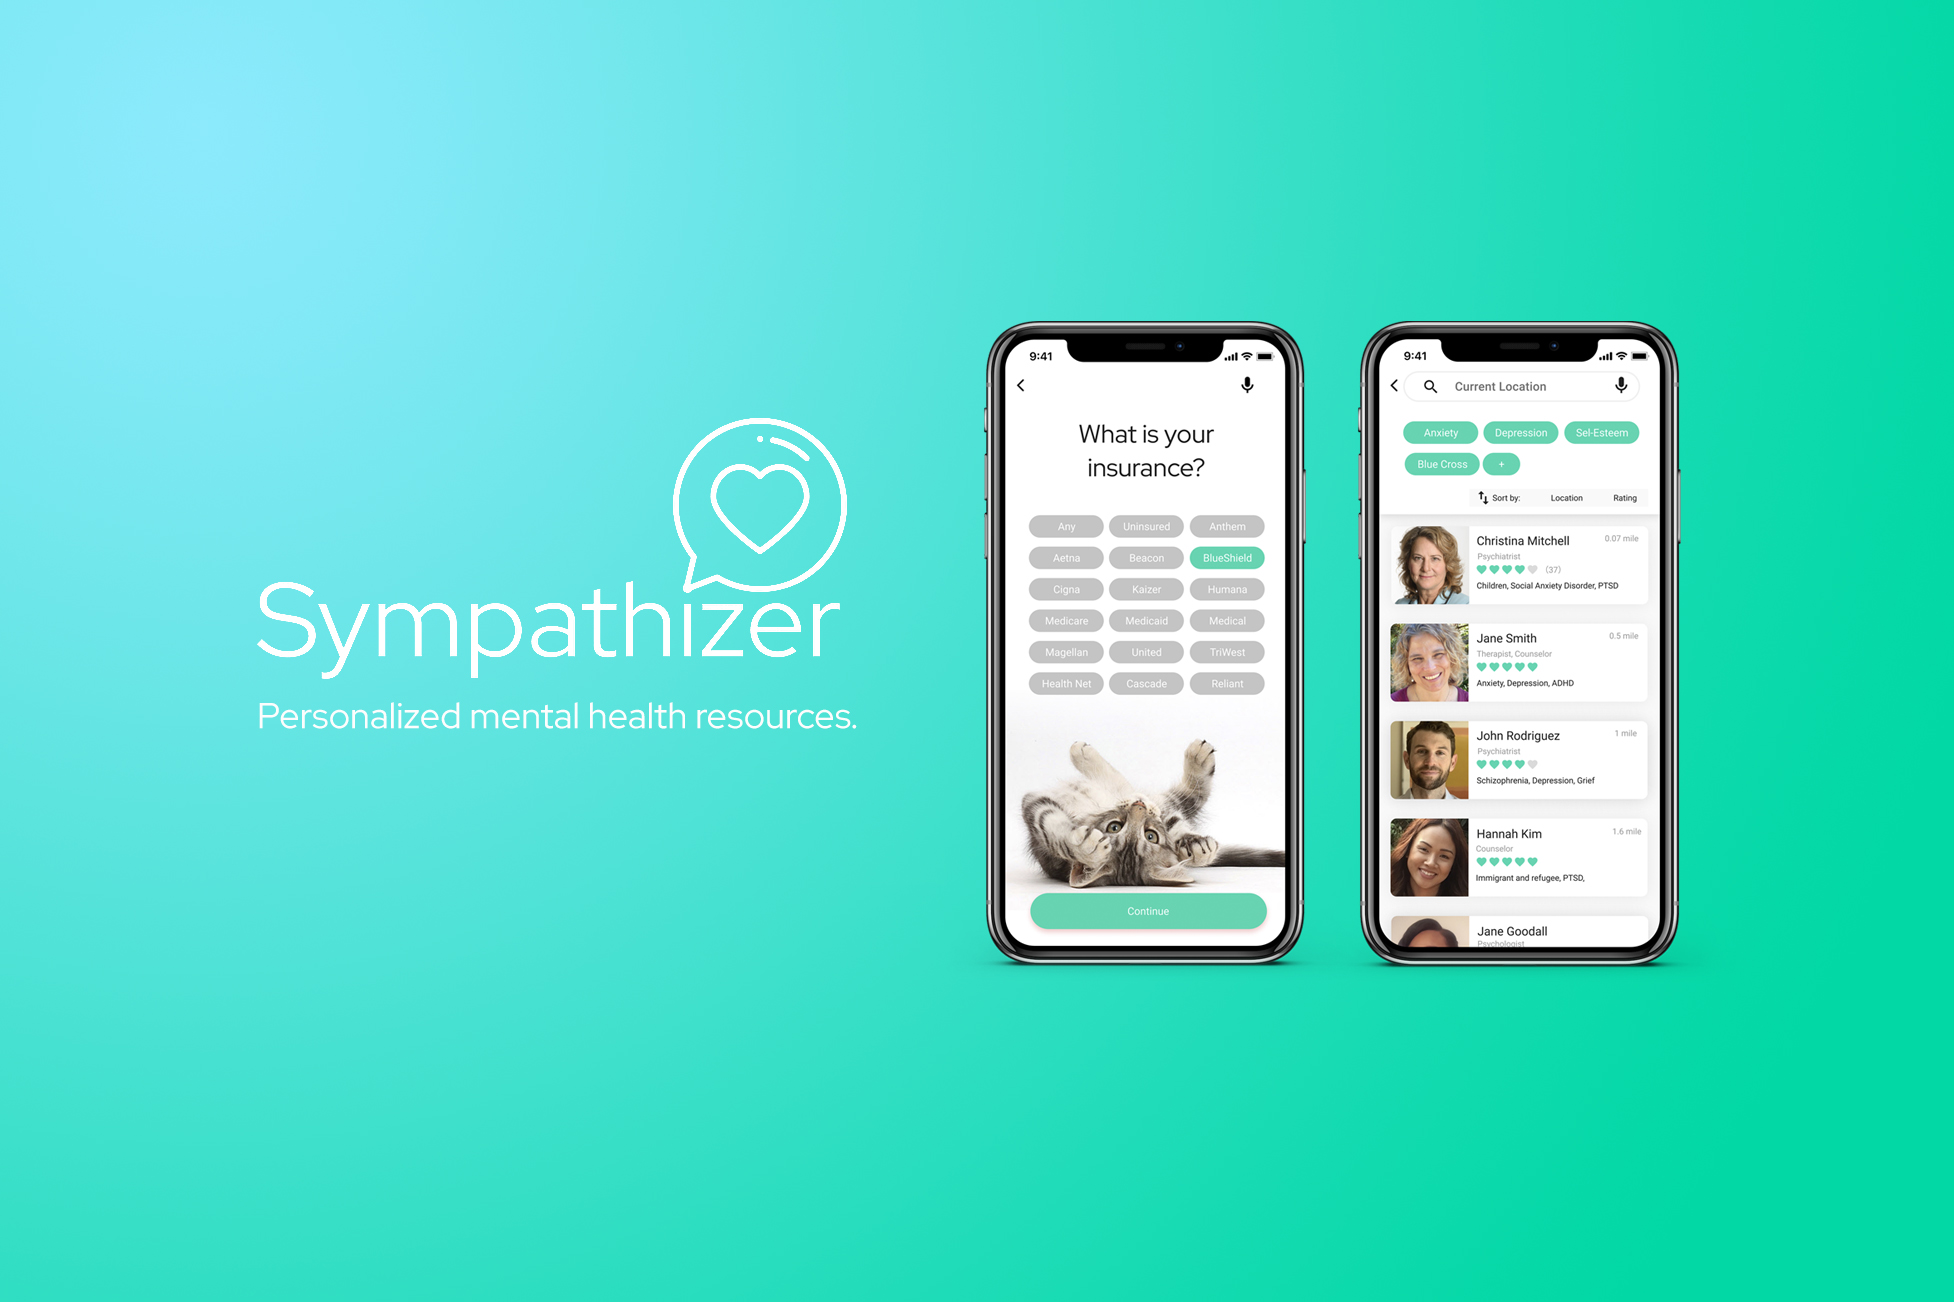 Sympathizer
Personalized mental health resources.
9:41
What is your
insurance?
Any Uninsured Anthem
Aetna Beacon BlueShield
Cigna Kaizer Humana
Medicare Medicaid Medical
Magellan United TriWest
Health Net Cascade Reliant
Continue
9:41
Current Location
Anxiety Depression Sel-Esteem
Blue Cross +
Sort by: Location Rating
Christina Mitchell 0.07 mile
Psychiatrist
(37)
Children, Social Anxiety Disorder, PTSD
Jane Smith 0.5 mile
Therapist, Counselor
Anxiety, Depression, ADHD
John Rodriguez 1 mile
Psychiatrist
Schizophrenia, Depression, Grief
Hannah Kim 1.6 mile
Counselor
Immigrant and refugee, PTSD,
Jane Goodall
Psychologist